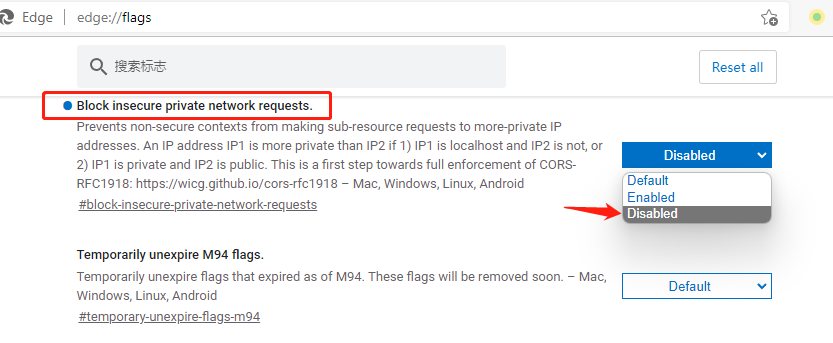 Edge
edge://flags
搜索标志
Reset all
Block insecure private network requests.
Prevents non-secure contexts from making sub-resource requests to more-private IP
addresses. An IP address IP1 is more private than IP2 if 1) IP1 is localhost and IP2 is not, or
2) IP1 is private and IP2 is public. This is a first step towards full enforcement of CORS-
RFC1918: https://wicg.github.io/cors-rfc1918 – Mac, Windows, Linux, Android
#block-insecure-private-network-requests
Disabled
Default
Enabled
Disabled
Temporarily unexpire M94 flags.
Temporarily unexpire flags that expired as of M94. These flags will be removed soon. – Mac,
Windows, Linux, Android
#temporary-unexpire-flags-m94
Default